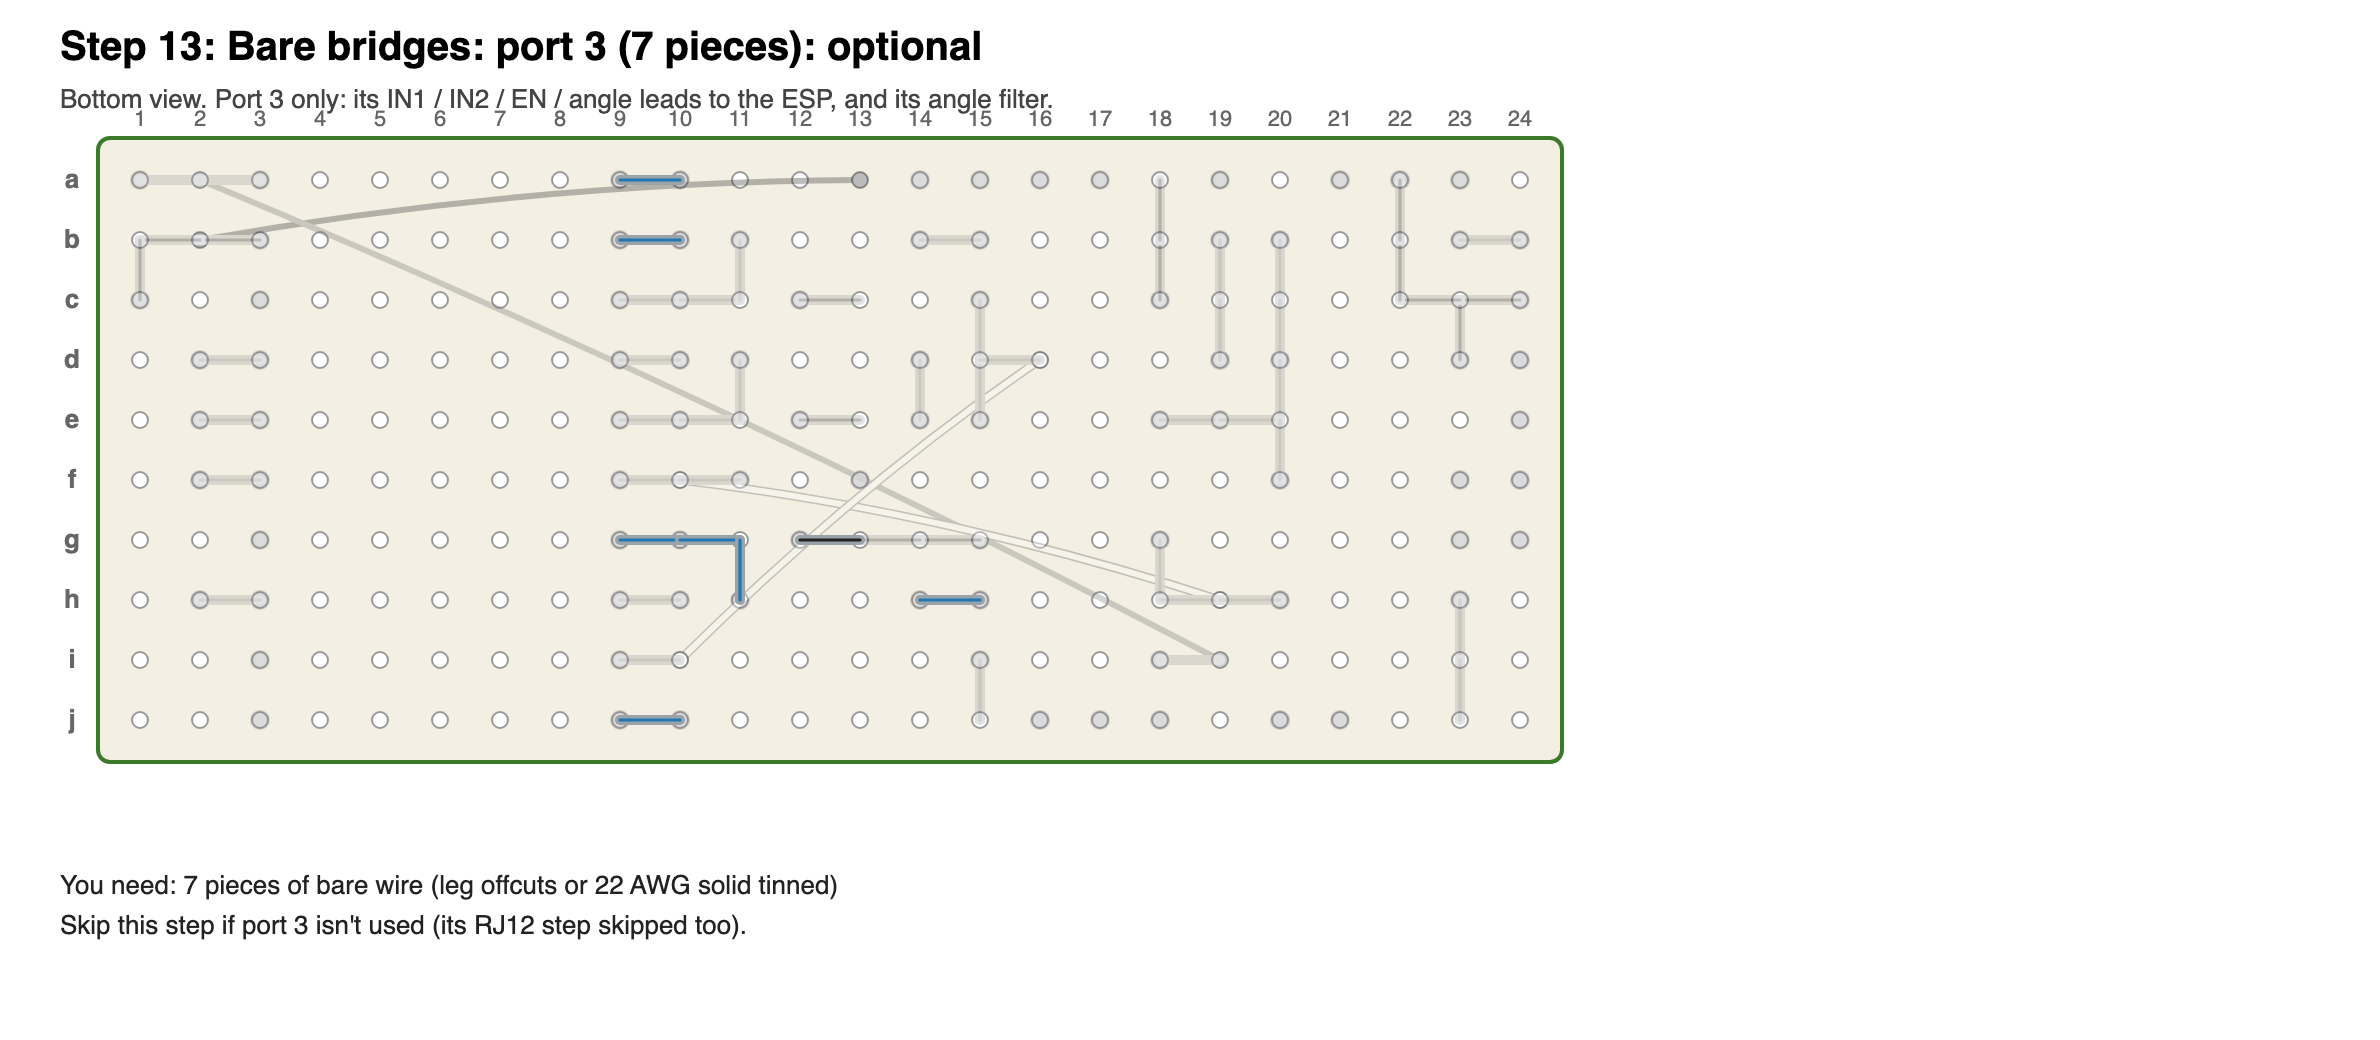 Step 13: Bare bridges: port 3 (7 pieces): optional
Bottom view. Port 3 only: its IN1 / IN2 / EN / angle leads to the ESP, and its angle filter.
1 2 3 4 5 6 7 8 9 10 11 12 13 14 15 16 17 18 19 20 21 22 23 24
a
b
c
d
e
f
g
h
i
j
You need: 7 pieces of bare wire (leg offcuts or 22 AWG solid tinned)
Skip this step if port 3 isn't used (its RJ12 step skipped too).